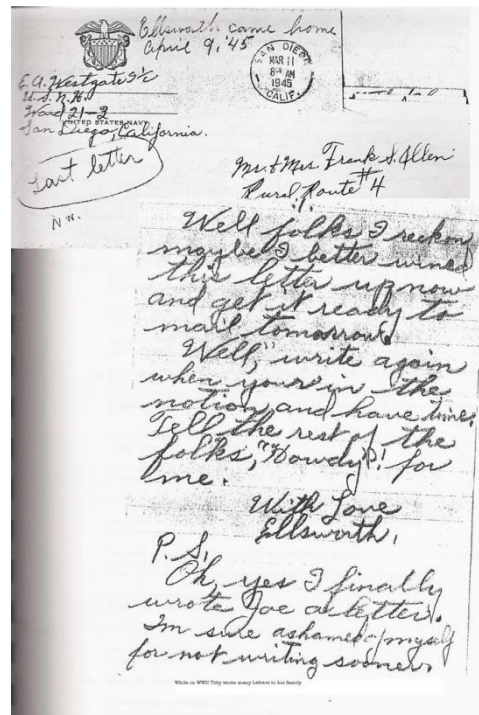 Ellsworth came home
April 9, '45
SAN DIEGO
MAR 11
8 30 AM
1945
CALIF.
E. A. Westgate S/c
U.S.N.H.
Ward 21-2
UNITED STATES NAVY
San Diego, California.
Last letter
Mr. & Mrs. Frank S. Allen
Rural Route #4
Well folks I reckon
maybe I better wind
this letter up now
and get it ready to
mail tomorrow.
Well, write again
when your in the
notion and have time.
Tell the rest of the
folks, "Howdy"! for
me.
With Love
Ellsworth.
P. S.
Oh, yes I finally
wrote Joe a letter.
I'm sure ashamed of myself
for not writing sooner.
While in WWII Toby wrote many Letters to his family